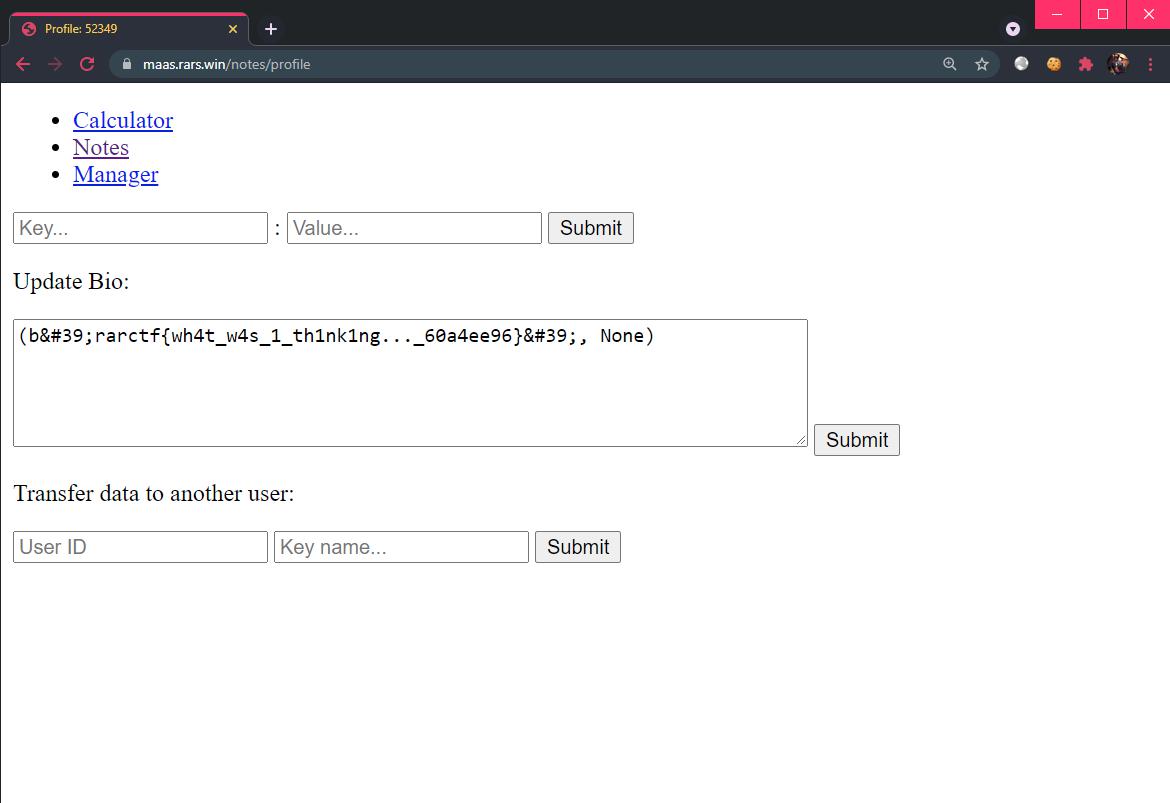 Profile: 52349
maas.rars.win/notes/profile
Calculator
Notes
Manager
Key... : Value... Submit
Update Bio:
(b&#39;rarctf{wh4t_w4s_1_th1nk1ng..._60a4ee96}&#39;, None)
Submit
Transfer data to another user:
User ID Key name... Submit